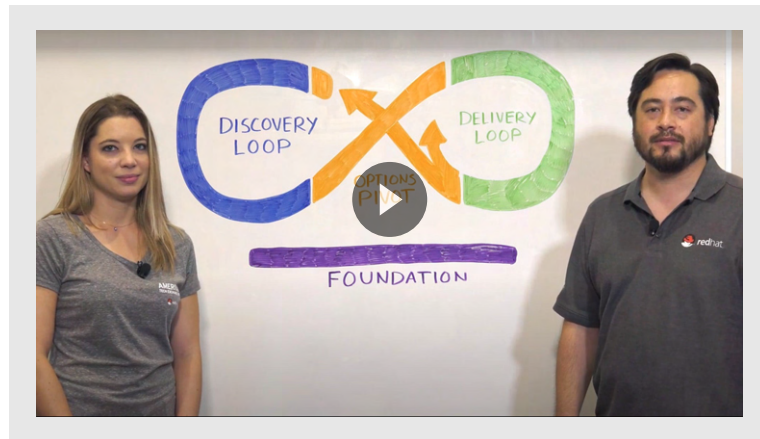 DISCOVERY
LOOP
DELIVERY
LOOP
OPTIONS
PIVOT
FOUNDATION
redhat.